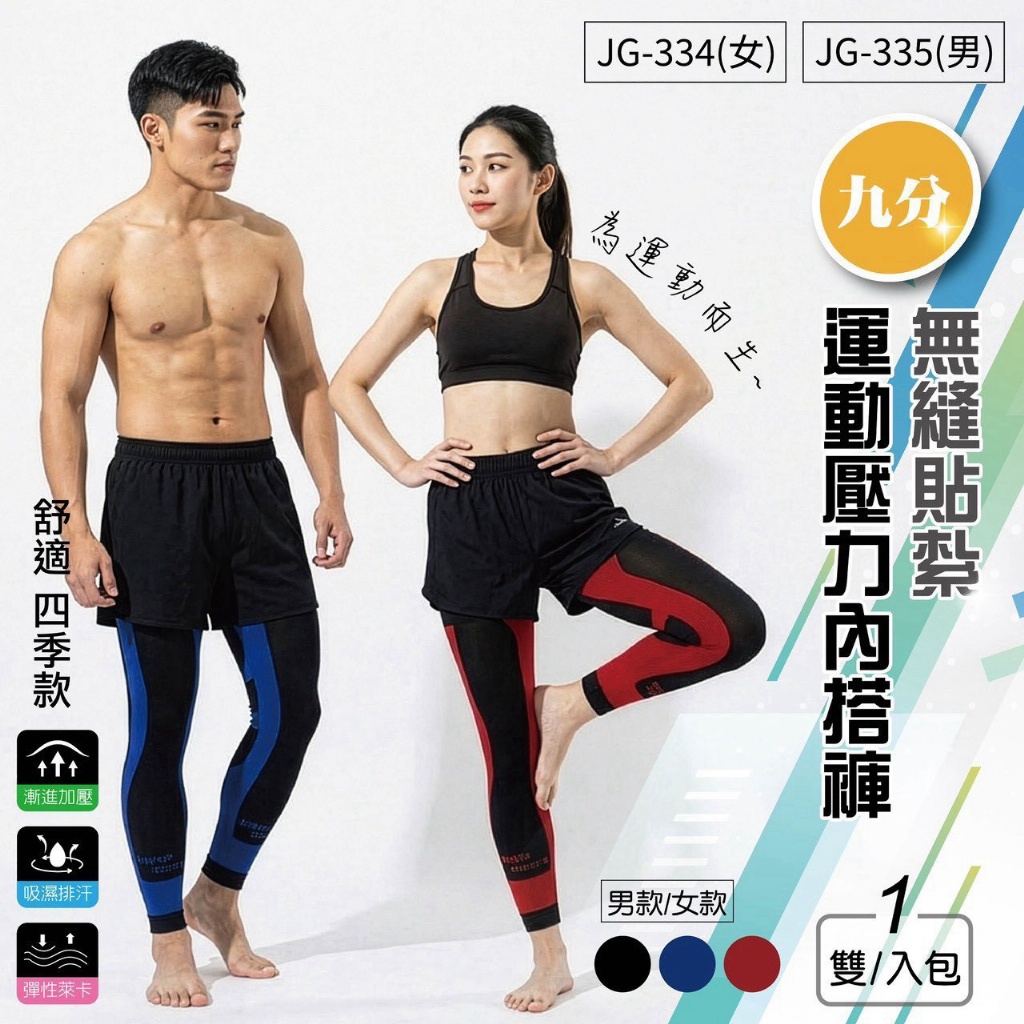 JG-334(女)
JG-335(男)
九分
無縫貼紮
運動壓力內搭褲
為運動而生~
舒適 四季款
漸進加壓
吸濕排汗
彈性萊卡
男款/女款
1
雙/入包